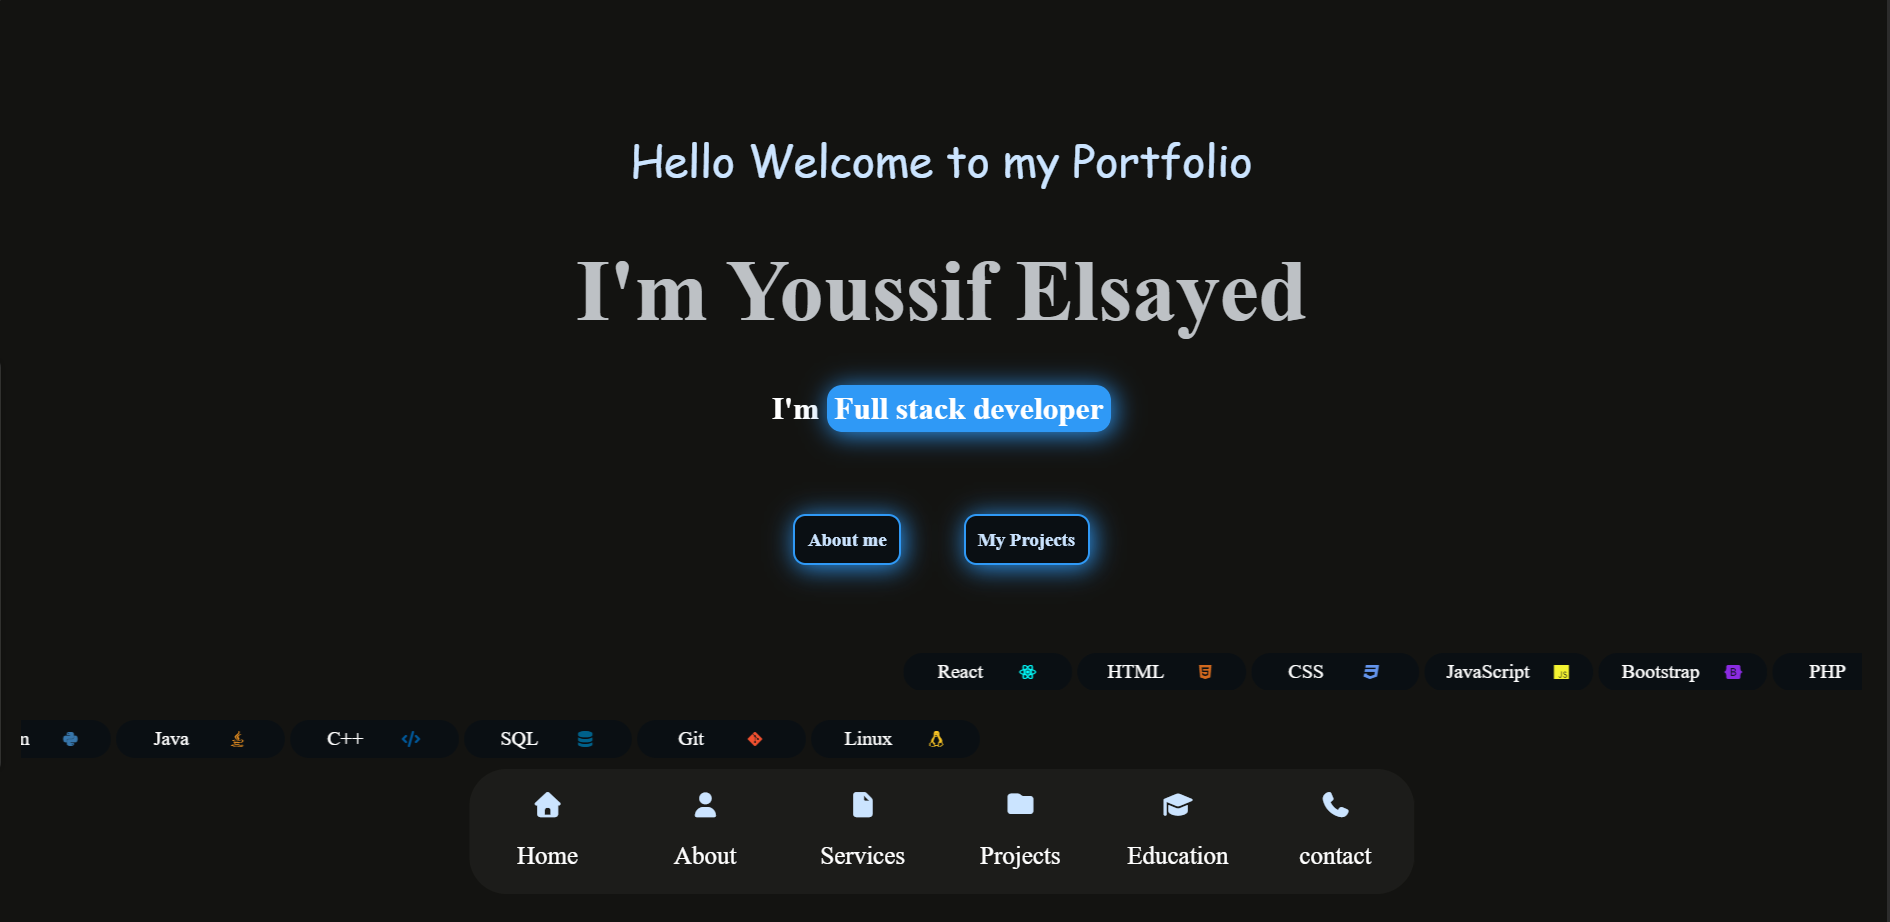 Hello Welcome to my Portfolio
I'm Youssif Elsayed
I'm Full stack developer
About me My Projects
React HTML CSS JavaScript JS Bootstrap B PHP
n Java C++ SQL Git Linux
Home About Services Projects Education contact